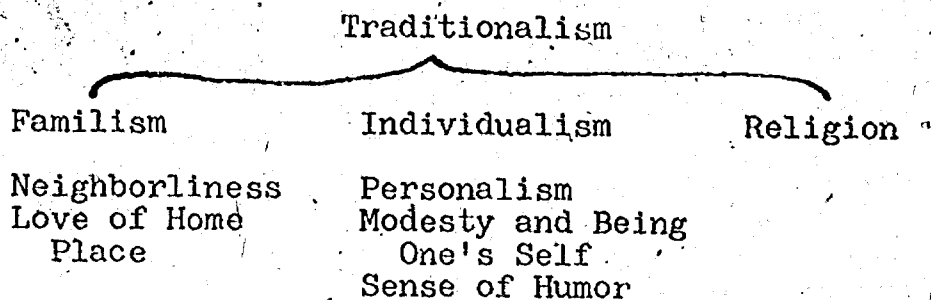 Traditionalism
Familism Individualism Religion
Neighborliness Personalism
Love of Home Modesty and Being
Place One's Self
Sense of Humor